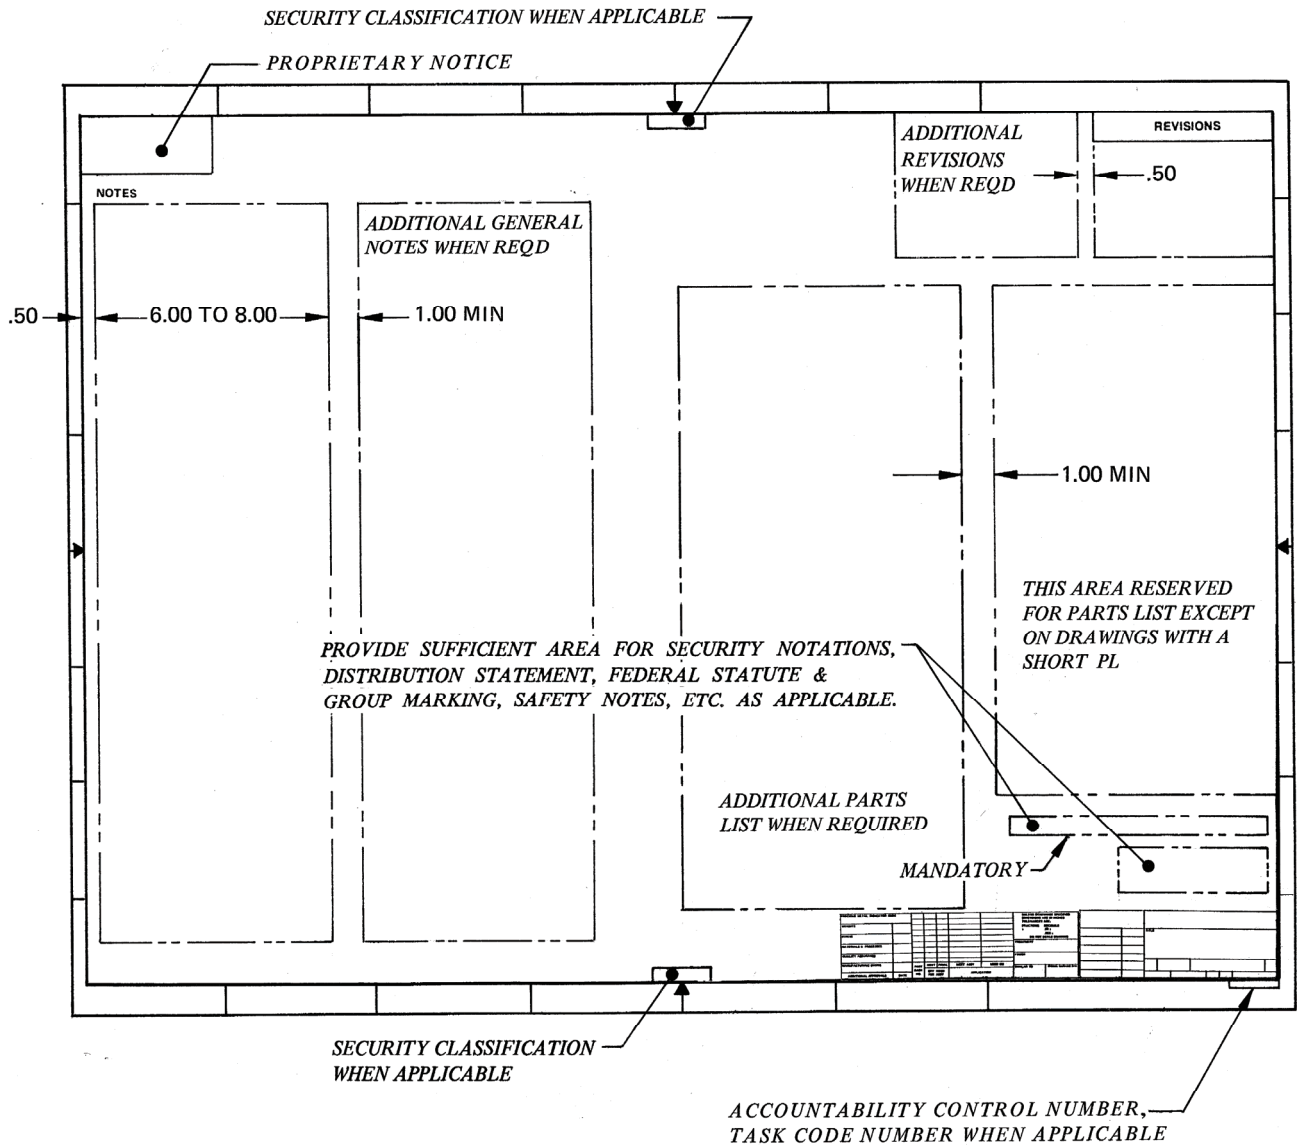 SECURITY CLASSIFICATION WHEN APPLICABLE
PROPRIETARY NOTICE
ADDITIONAL
REVISIONS
WHEN REQD
REVISIONS
.50
NOTES
ADDITIONAL GENERAL
NOTES WHEN REQD
.50
6.00 TO 8.00
1.00 MIN
1.00 MIN
THIS AREA RESERVED
FOR PARTS LIST EXCEPT
ON DRAWINGS WITH A
SHORT PL
PROVIDE SUFFICIENT AREA FOR SECURITY NOTATIONS,
DISTRIBUTION STATEMENT, FEDERAL STATUTE &
GROUP MARKING, SAFETY NOTES, ETC. AS APPLICABLE.
ADDITIONAL PARTS
LIST WHEN REQUIRED
MANDATORY
SECURITY CLASSIFICATION
WHEN APPLICABLE
ACCOUNTABILITY CONTROL NUMBER,
TASK CODE NUMBER WHEN APPLICABLE